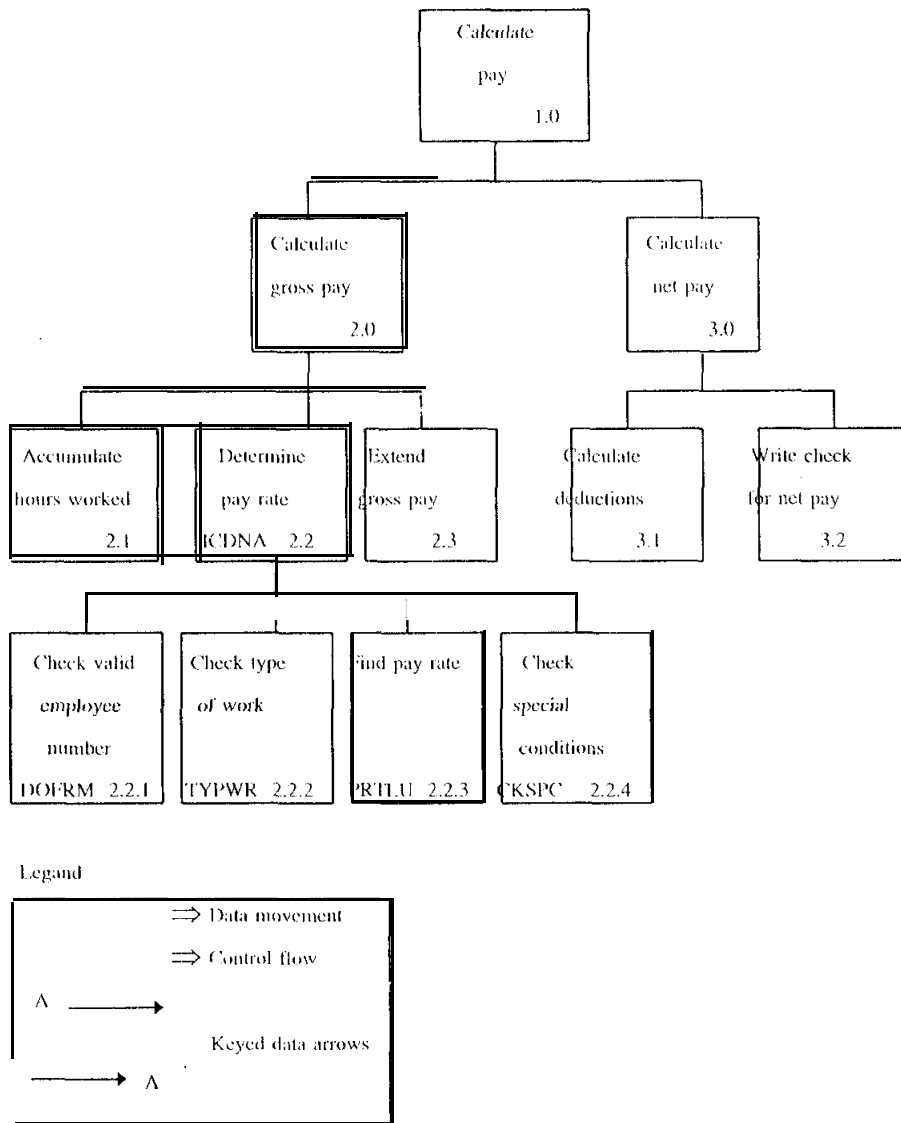 Calculate
pay
1.0
Calculate
gross pay
2.0
Calculate
net pay
3.0
Accumulate
hours worked
2.1
Determine
pay rate
ICDNA 2.2
Extend
gross pay
2.3
Calculate
deductions
3.1
Write check
for net pay
3.2
Check valid
employee
number
DOFRM 2.2.1
Check type
of work
TYPWR 2.2.2
Find pay rate
PRTLU 2.2.3
Check
special
conditions
CKSPC 2.2.4
Legand
⇒ Data movement
⇒ Control flow
A
Keyed data arrows
A